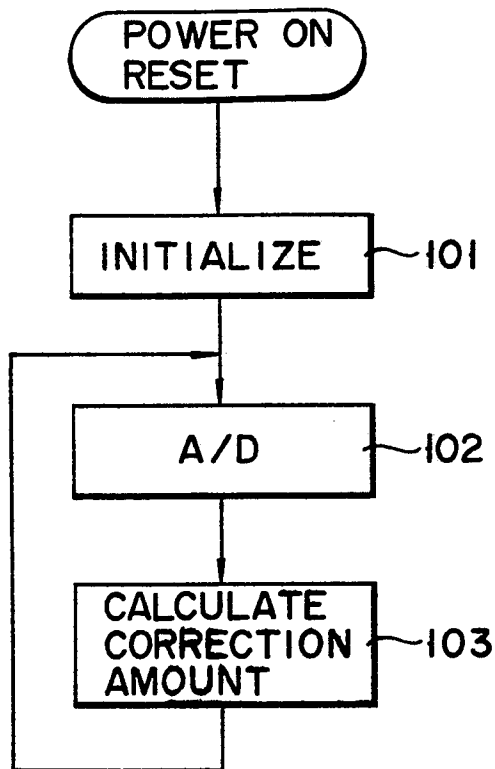 POWER ON
RESET
INITIALIZE
101
A/D
102
CALCULATE
CORRECTION
AMOUNT
103